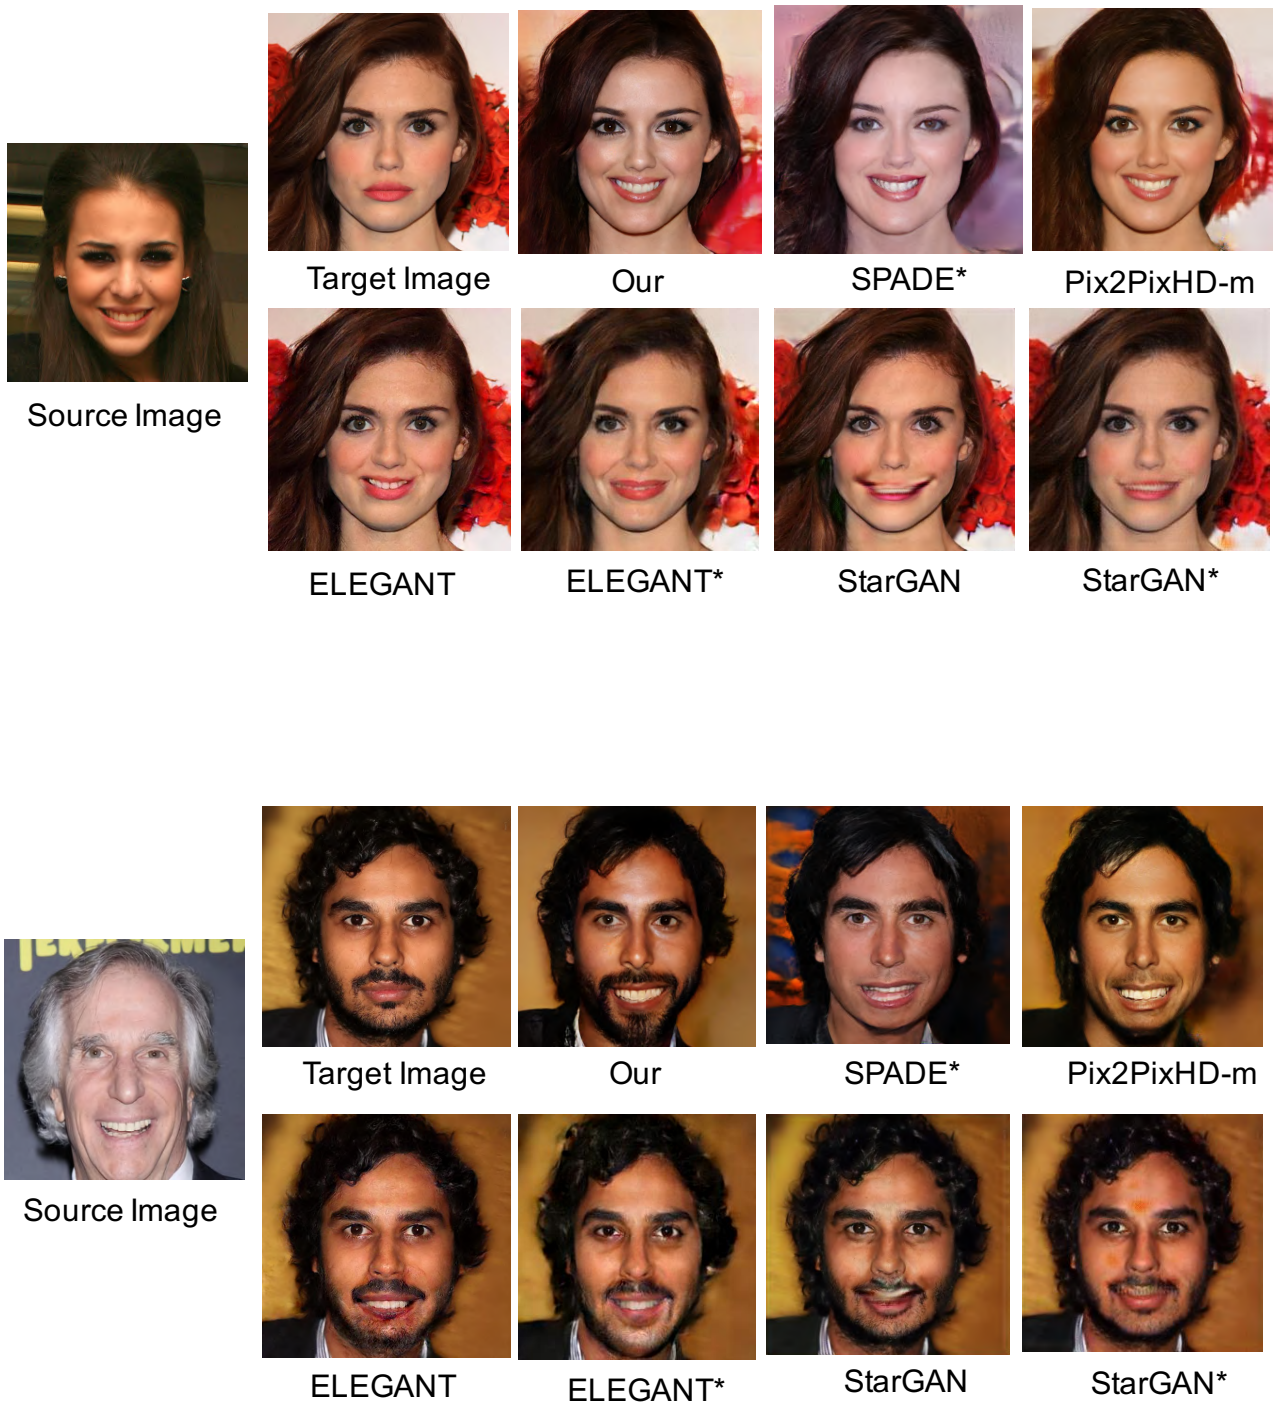 Target Image
Our
SPADE*
Pix2PixHD-m
Source Image
ELEGANT
ELEGANT*
StarGAN
StarGAN*
Target Image
Our
SPADE*
Pix2PixHD-m
Source Image
ELEGANT
ELEGANT*
StarGAN
StarGAN*